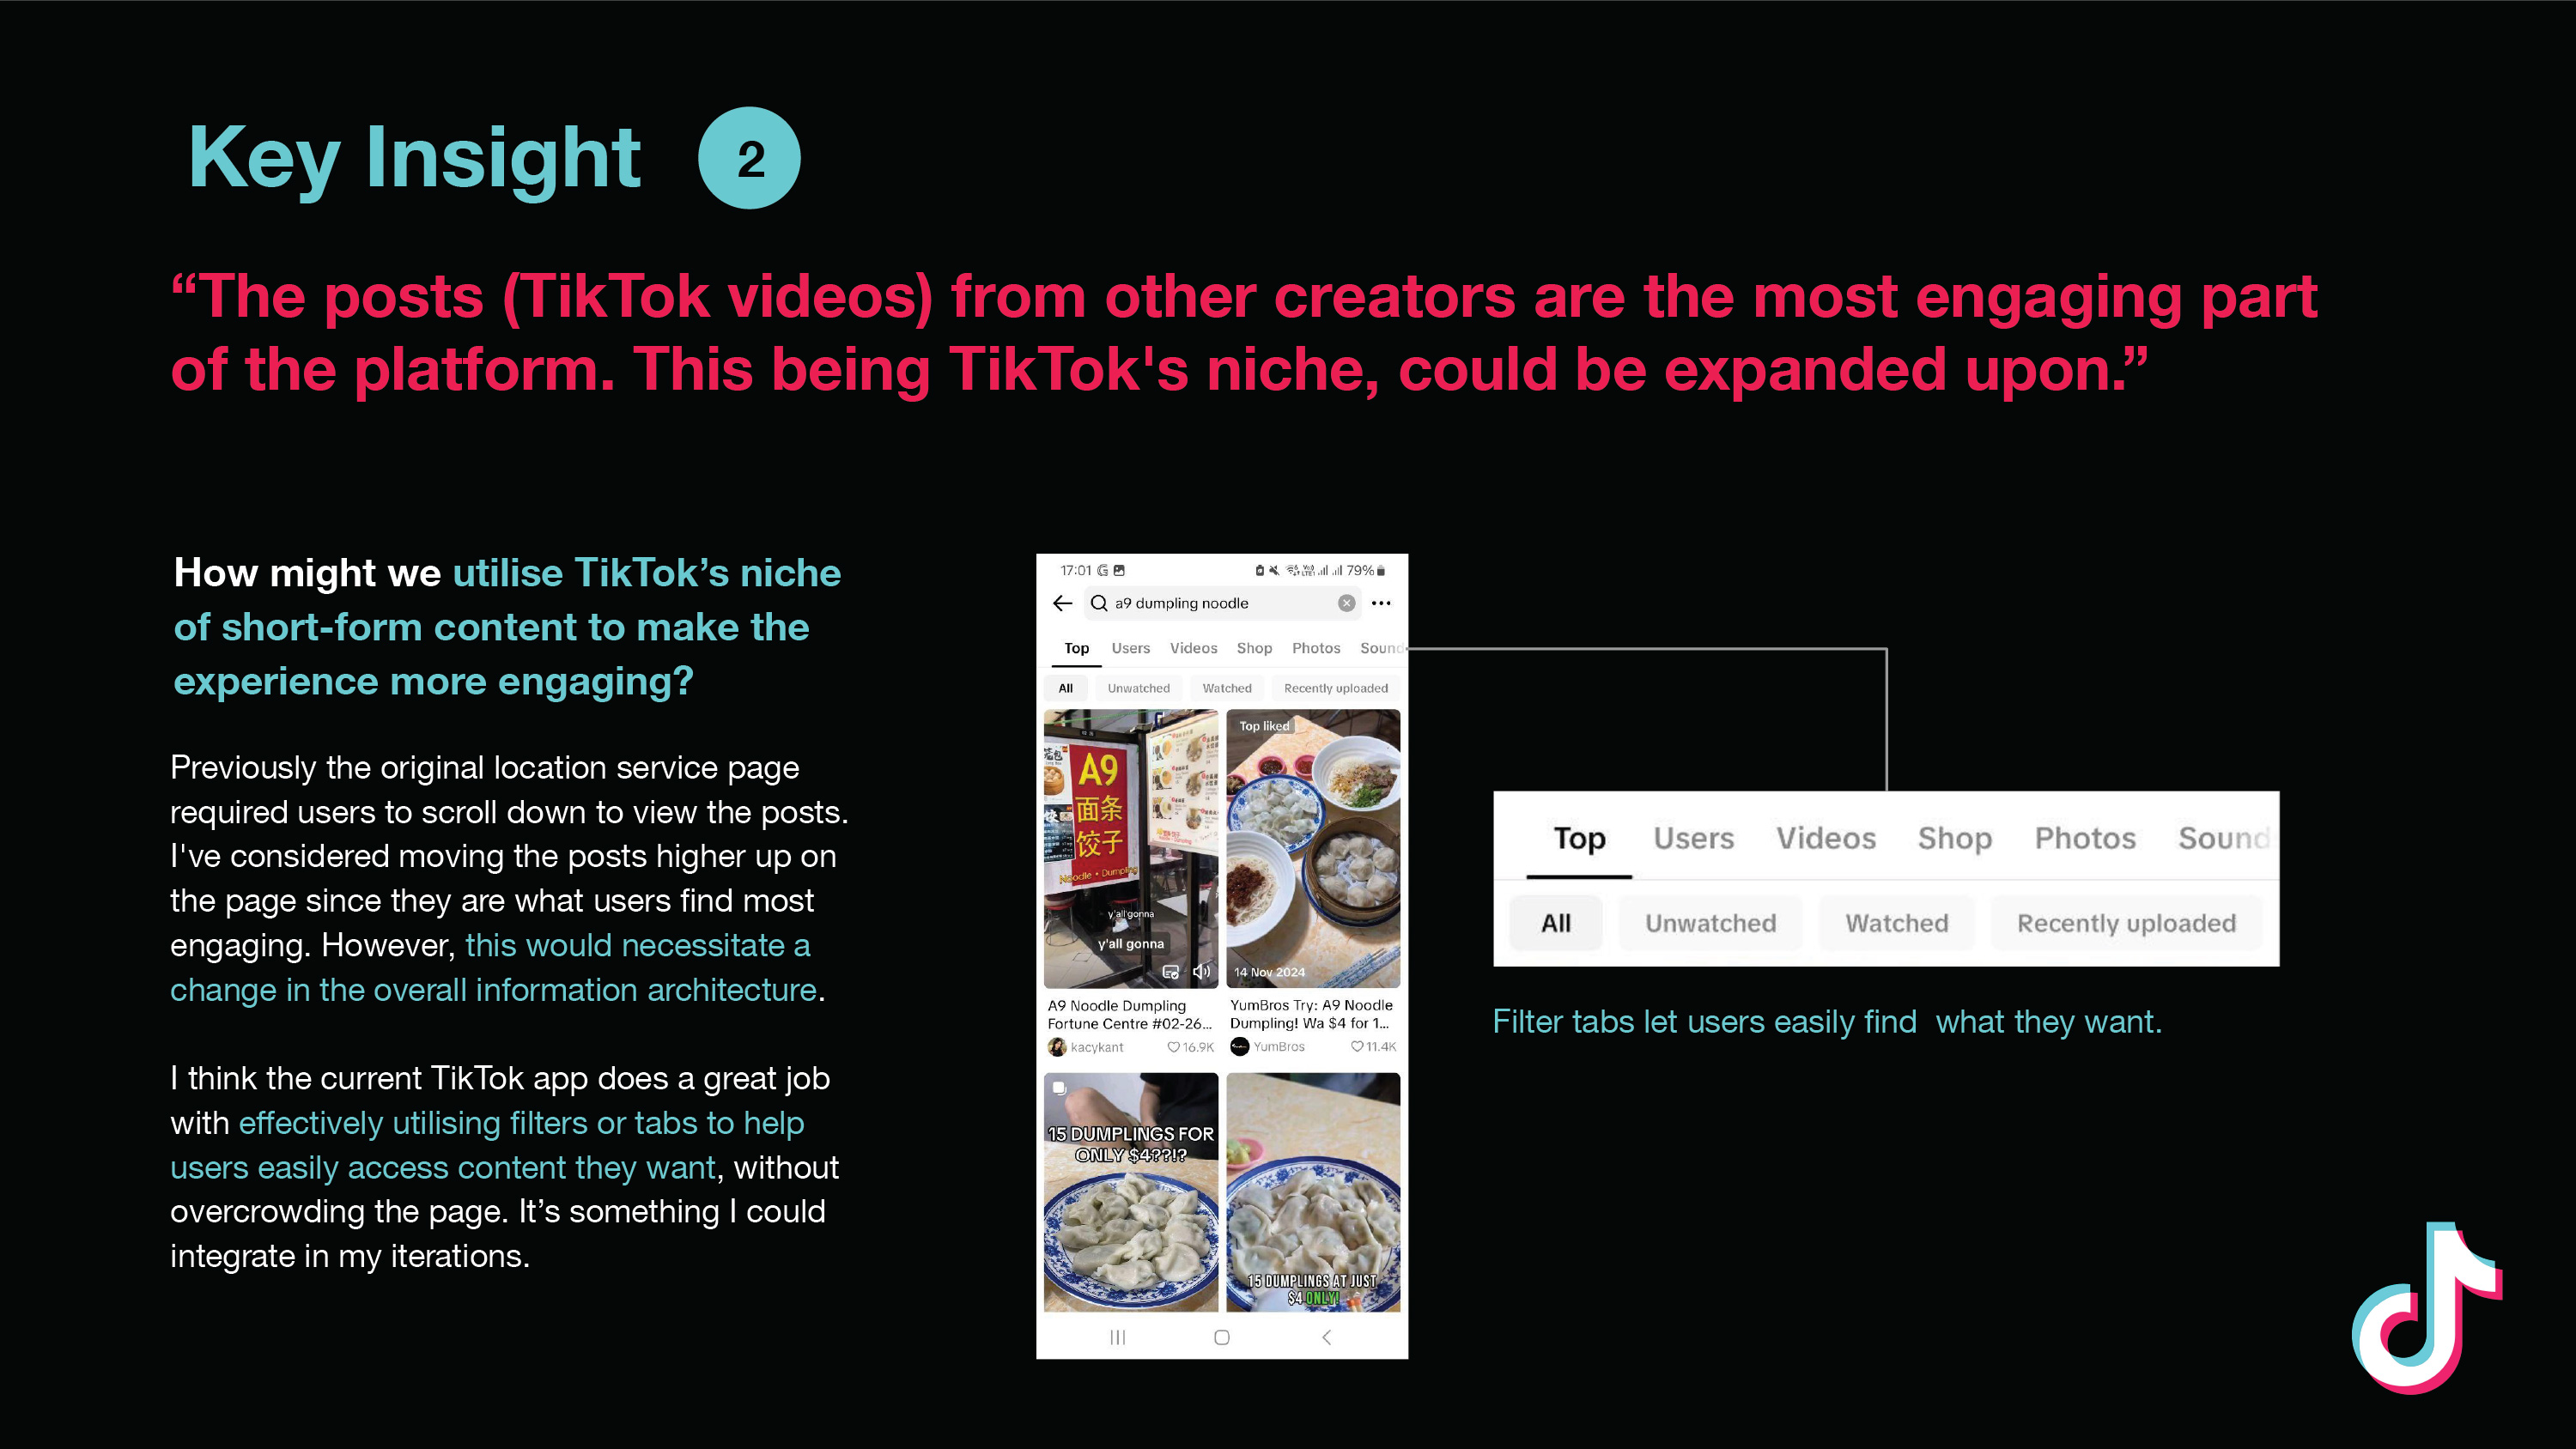 Key Insight 2
“The posts (TikTok videos) from other creators are the most engaging part
of the platform. This being TikTok's niche, could be expanded upon.”
How might we utilise TikTok’s niche
of short-form content to make the
experience more engaging?
Previously the original location service page
required users to scroll down to view the posts.
I've considered moving the posts higher up on
the page since they are what users find most
engaging. However, this would necessitate a
change in the overall information architecture.
I think the current TikTok app does a great job
with effectively utilising filters or tabs to help
users easily access content they want, without
overcrowding the page. It’s something I could
integrate in my iterations.
17:01 79%
a9 dumpling noodle
Top Users Videos Shop Photos Sound
All Unwatched Watched Recently uploaded
A9
面条
饺子
Noodle • Dumpling
y'all gonna
y'all gonna
Top liked
14 Nov 2024
A9 Noodle Dumpling
Fortune Centre #02-26...
kacykant 16.9K
YumBros Try: A9 Noodle
Dumpling! Wa $4 for 1...
YumBros 11.4K
15 DUMPLINGS FOR
ONLY $4??!?
15 DUMPLINGS AT JUST
$4 ONLY!
Top Users Videos Shop Photos Sound
All Unwatched Watched Recently uploaded
Filter tabs let users easily find  what they want.